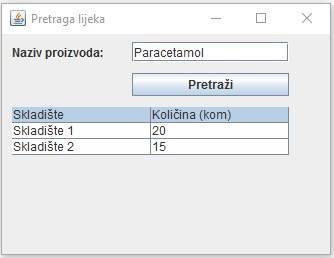 Pretraga lijeka
Naziv proizvoda: Paracetamol
Pretraži
Skladište Količina (kom)
Skladište 1 20
Skladište 2 15